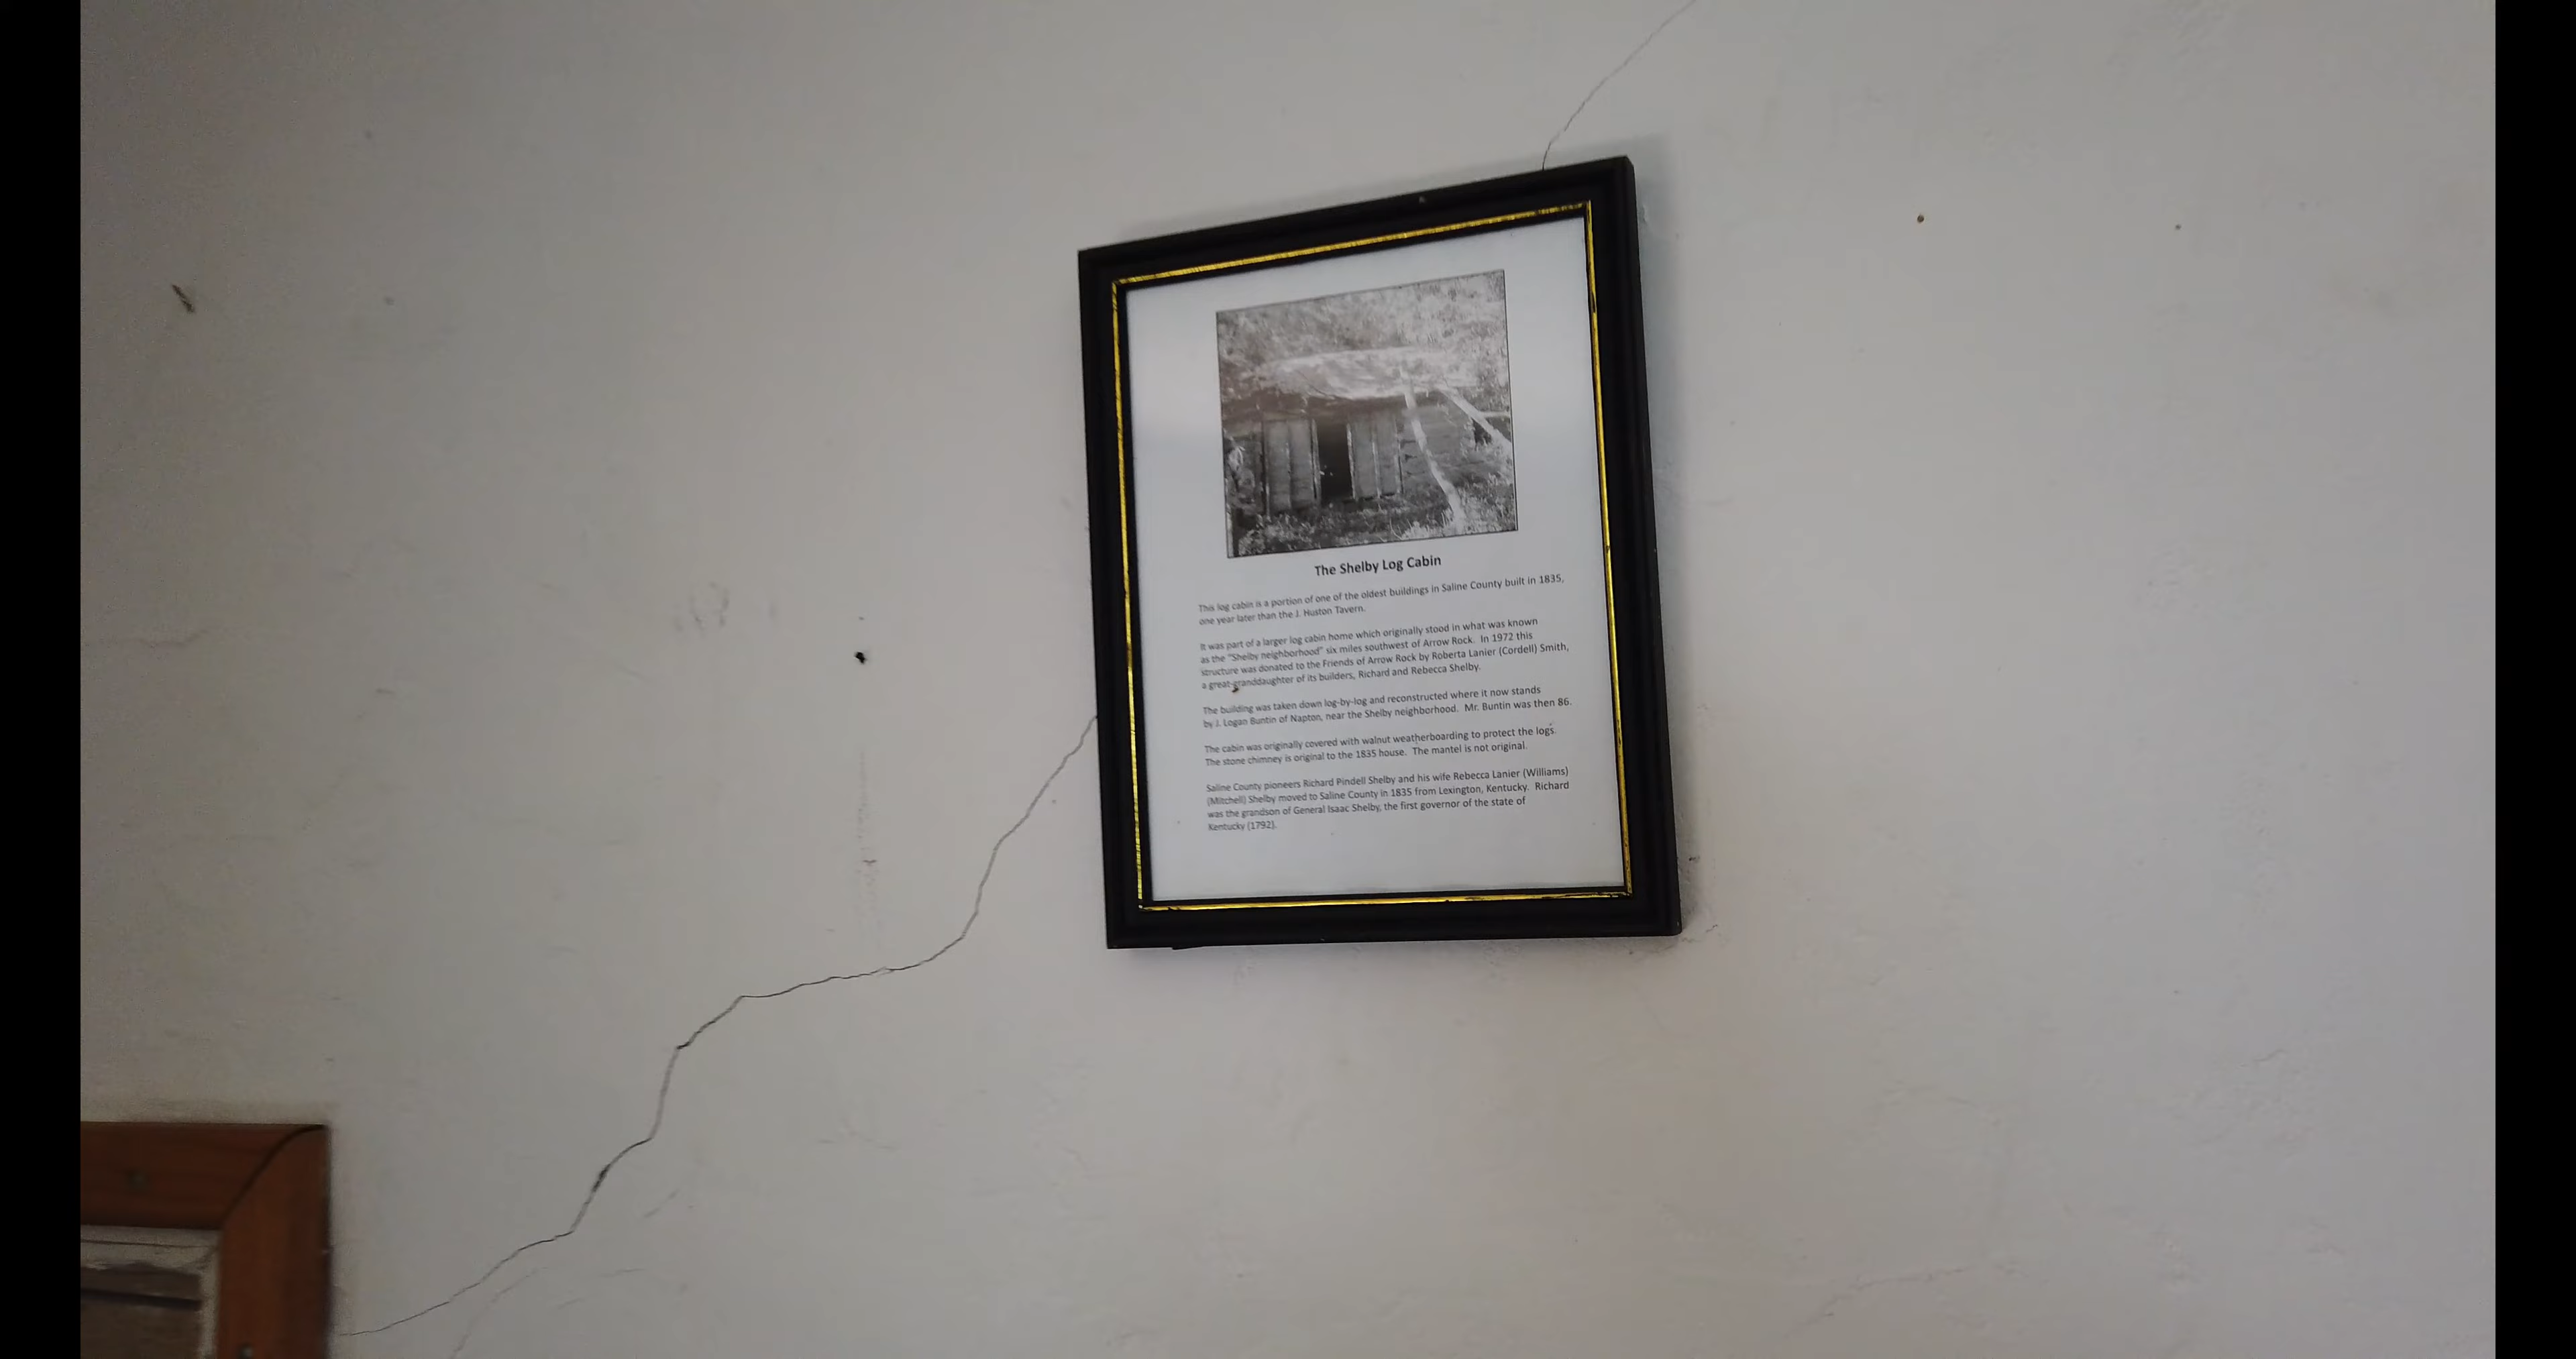 The Shelby Log Cabin
This log cabin is a portion of one of the oldest buildings in Saline County built in 1835,
one year later than the J. Huston Tavern.
It was part of a larger log cabin home which originally stood in what was known
as the "Shelby neighborhood" six miles southwest of Arrow Rock. In 1972 this
structure was donated to the Friends of Arrow Rock by Roberta Lanier (Cordell) Smith,
a great-granddaughter of its builders, Richard and Rebecca Shelby.
The building was taken down log-by-log and reconstructed where it now stands
by J. Logan Buntin of Napton, near the Shelby neighborhood. Mr. Buntin was then 86.
The cabin was originally covered with walnut weatherboarding to protect the logs.
The stone chimney is original to the 1835 house. The mantel is not original.
Saline County pioneers Richard Pindell Shelby and his wife Rebecca Lanier (Williams)
(Mitchell) Shelby moved to Saline County in 1835 from Lexington, Kentucky. Richard
was the grandson of General Isaac Shelby, the first governor of the state of
Kentucky (1792).